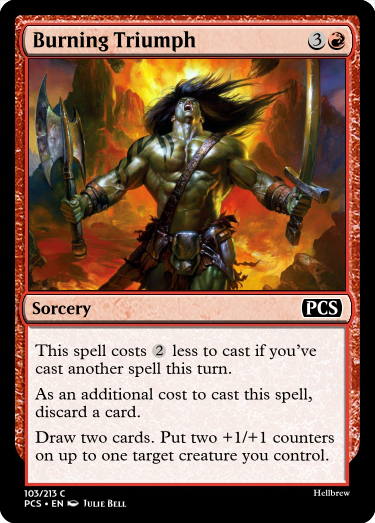 Burning Triumph 3
Sorcery PCS
This spell costs 2 less to cast if you've
cast another spell this turn.
As an additional cost to cast this spell,
discard a card.
Draw two cards. Put two +1/+1 counters
on up to one target creature you control.
103/213 C Hellbrew
PCS • EN Julie Bell